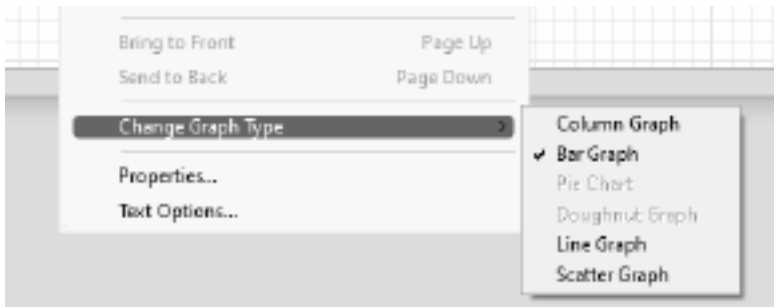 Bring to Front Page Up
Send to Back Page Down
Change Graph Type
Properties...
Text Options...
Column Graph
Bar Graph
Pie Chart
Doughnut Graph
Line Graph
Scatter Graph